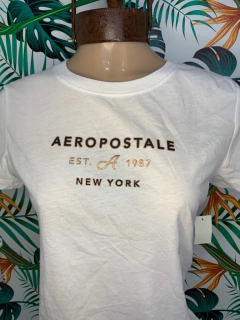 AEROPOSTALE
EST. A 1987
NEW YORK